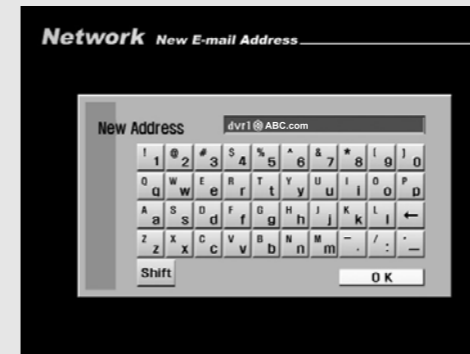 Network New E-mail Address
New Address dvr1@ABC.com
! 1 @ 2 # 3 $ 4 % 5 ^ 6 & 7 * 8 ( 9 ) 0
Q q W w E e R r T t Y y U u I i O o P p
A a S s D d F f G g H h J j K k L l ←
Z z X x C c V v B b N n M m - . / : ' _
Shift
OK